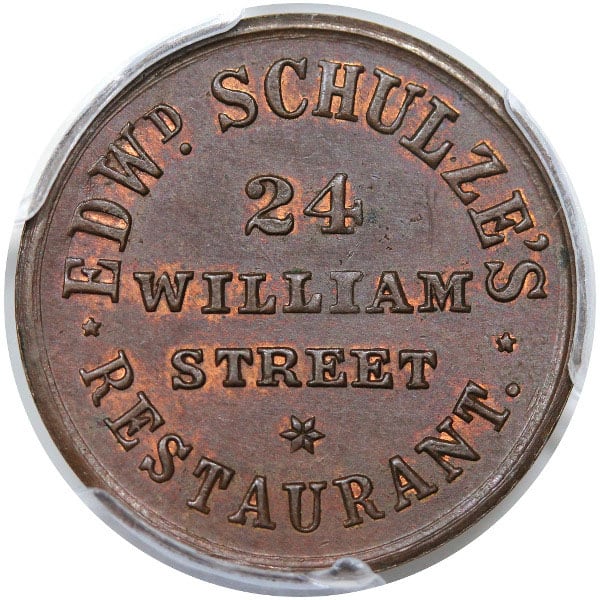 EDWD. SCHULZE'S
24
WILLIAM
STREET
RESTAURANT.